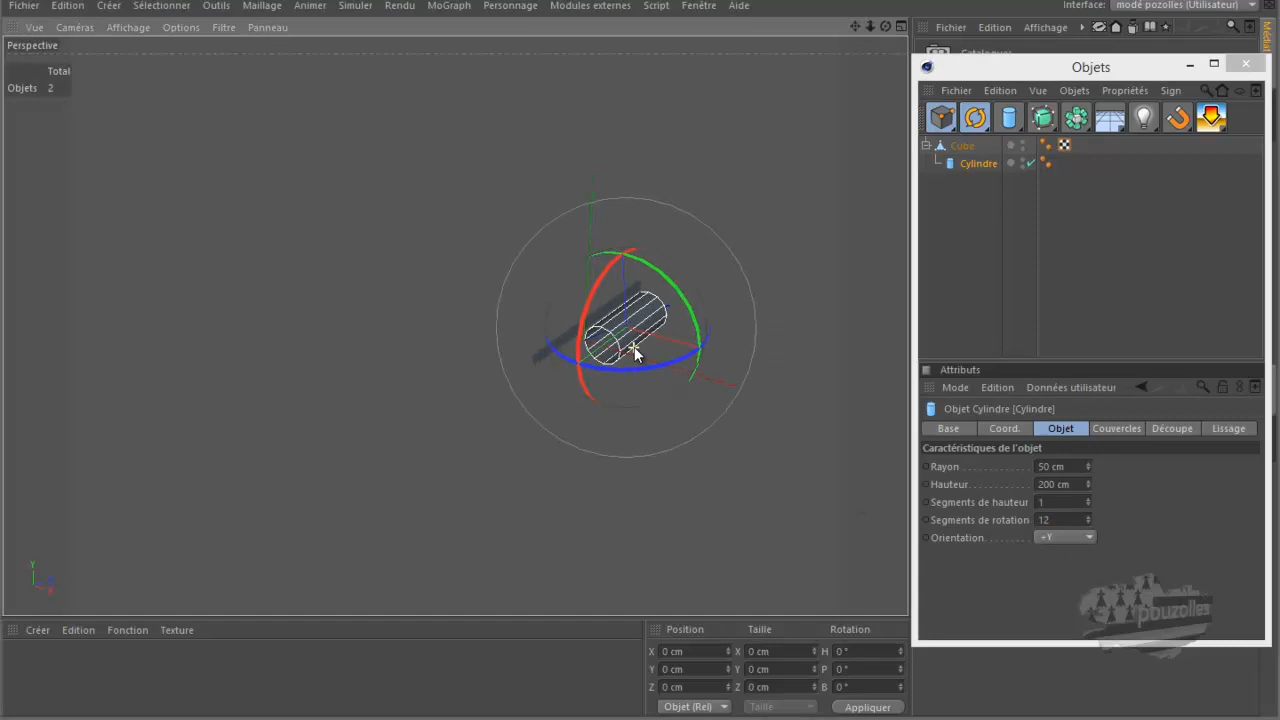 Fichier Edition Créer Sélectionner Outils Maillage Animer Simuler Rendu MoGraph Personnage Modules externes Script Fenêtre Aide Interface: modé pozolles (Utilisateur)
Vue Caméras Affichage Options Filtre Panneau
Fichier Edition Affichage
Perspective
Total
Objets 2
Objets
Fichier Edition Vue Objets Propriétés Sign
Cube
Cylindre
Attributs
Mode Edition Données utilisateur
Objet Cylindre [Cylindre]
Base Coord. Objet Couvercles Découpe Lissage
Caractéristiques de l'objet
Rayon 50 cm
Hauteur 200 cm
Segments de hauteur 1
Segments de rotation 12
Orientation +Y
pouzolles
Y
Créer Edition Fonction Texture
Position Taille Rotation
X 0 cm X 0 cm H 0 °
Y 0 cm Y 0 cm P 0 °
Z 0 cm Z 0 cm B 0 °
Objet (Rel) Taille Appliquer